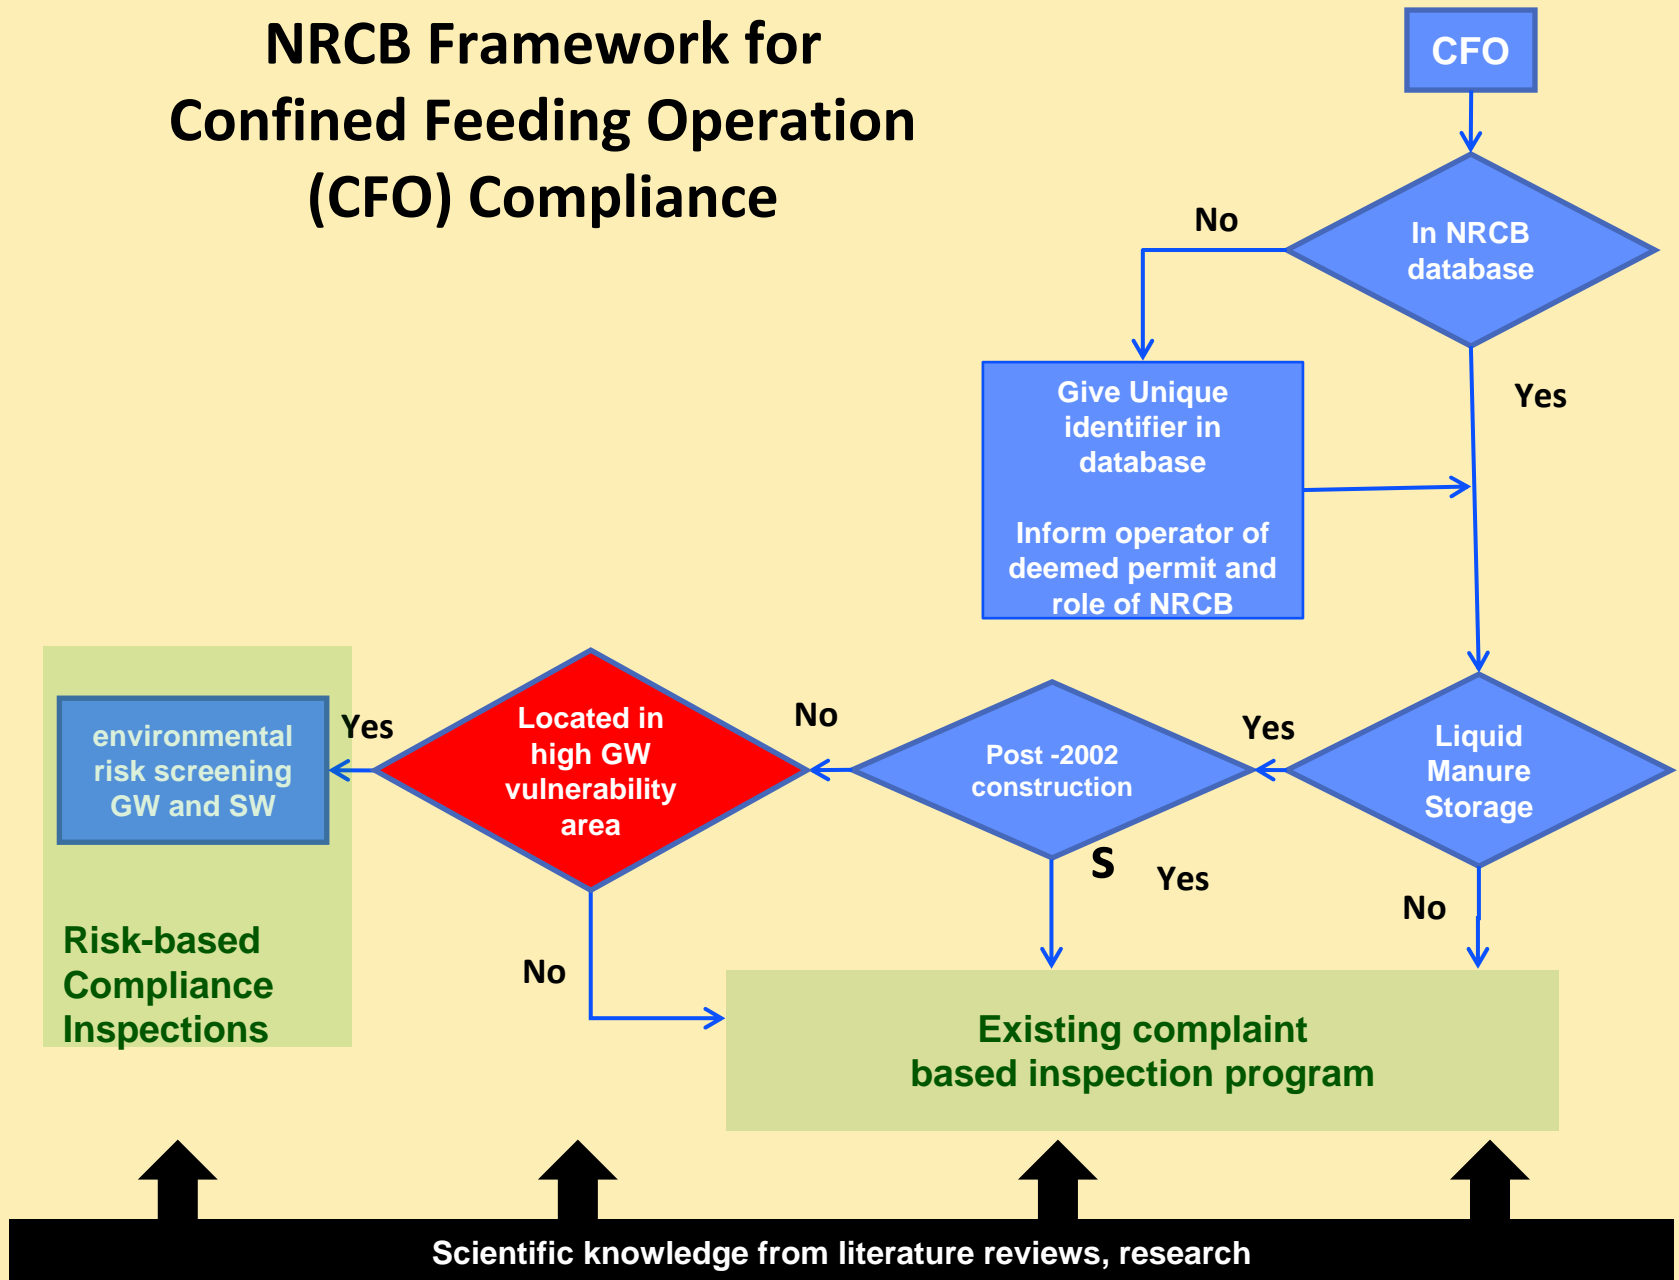 NRCB Framework for
Confined Feeding Operation
(CFO) Compliance
CFO
In NRCB
database
No
Yes
Give Unique
identifier in
database
Inform operator of
deemed permit and
role of NRCB
Liquid
Manure
Storage
Yes
No
Post -2002
construction
No
S
Yes
Located in
high GW
vulnerability
area
Yes
No
environmental
risk screening
GW and SW
Risk-based
Compliance
Inspections
Existing complaint
based inspection program
Scientific knowledge from literature reviews, research